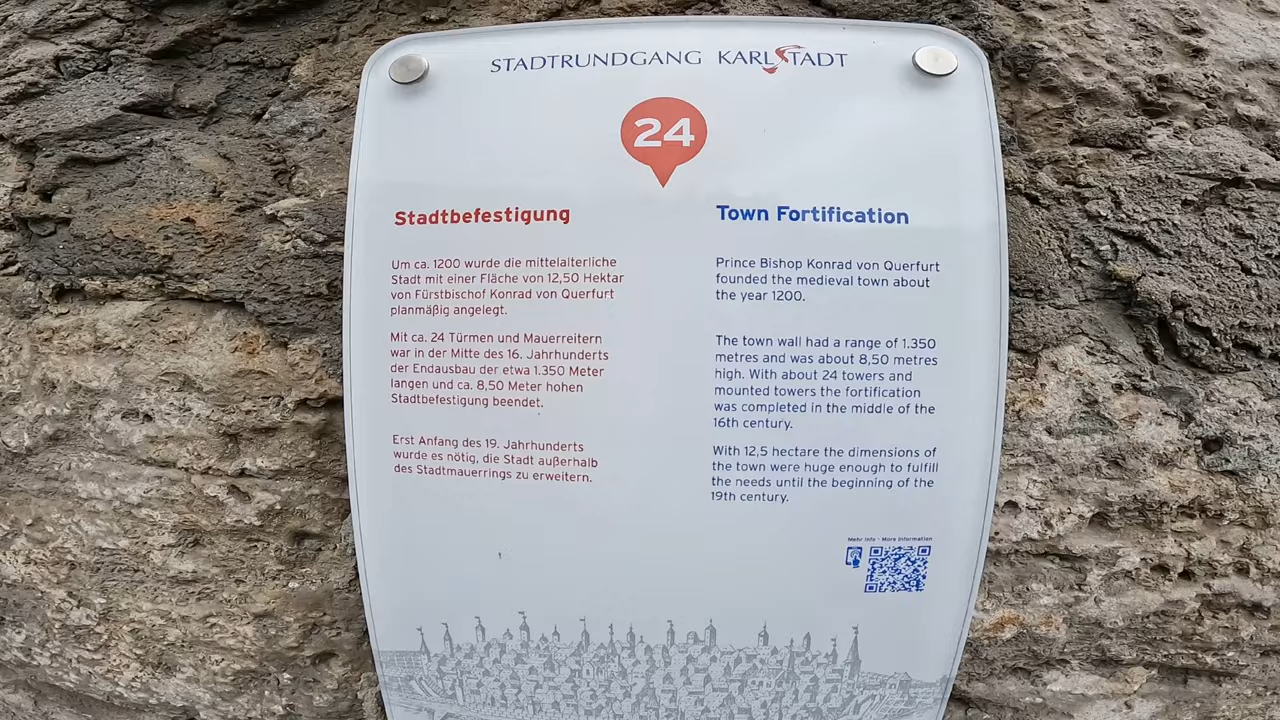 STADTRUNDGANG KARLSTADT
24
Stadtbefestigung
Um ca. 1200 wurde die mittelalterliche
Stadt mit einer Fläche von 12,50 Hektar
von Fürstbischof Konrad von Querfurt
planmäßig angelegt.
Mit ca. 24 Türmen und Mauerreitern
war in der Mitte des 16. Jahrhunderts
der Endausbau der etwa 1.350 Meter
langen und ca. 8,50 Meter hohen
Stadtbefestigung beendet.
Erst Anfang des 19. Jahrhunderts
wurde es nötig, die Stadt außerhalb
des Stadtmauerrings zu erweitern.
Town Fortification
Prince Bishop Konrad von Querfurt
founded the medieval town about
the year 1200.
The town wall had a range of 1.350
metres and was about 8,50 metres
high. With about 24 towers and
mounted towers the fortification
was completed in the middle of the
16th century.
With 12,5 hectare the dimensions of
the town were huge enough to fulfill
the needs until the beginning of the
19th century.
Mehr Info - More Information